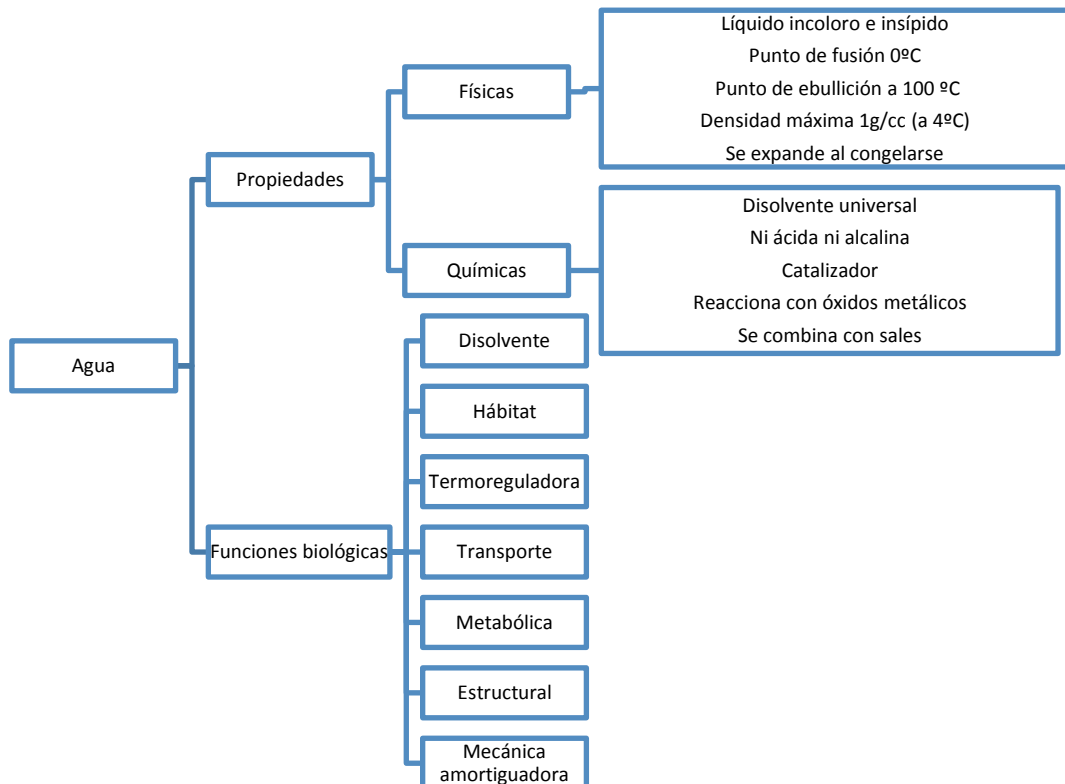 Agua
Propiedades
Físicas
Líquido incoloro e insípido
Punto de fusión 0ºC
Punto de ebullición a 100 ºC
Densidad máxima 1g/cc (a 4ºC)
Se expande al congelarse
Químicas
Disolvente universal
Ni ácida ni alcalina
Catalizador
Reacciona con óxidos metálicos
Se combina con sales
Funciones biológicas
Disolvente
Hábitat
Termoreguladora
Transporte
Metabólica
Estructural
Mecánica
amortiguadora